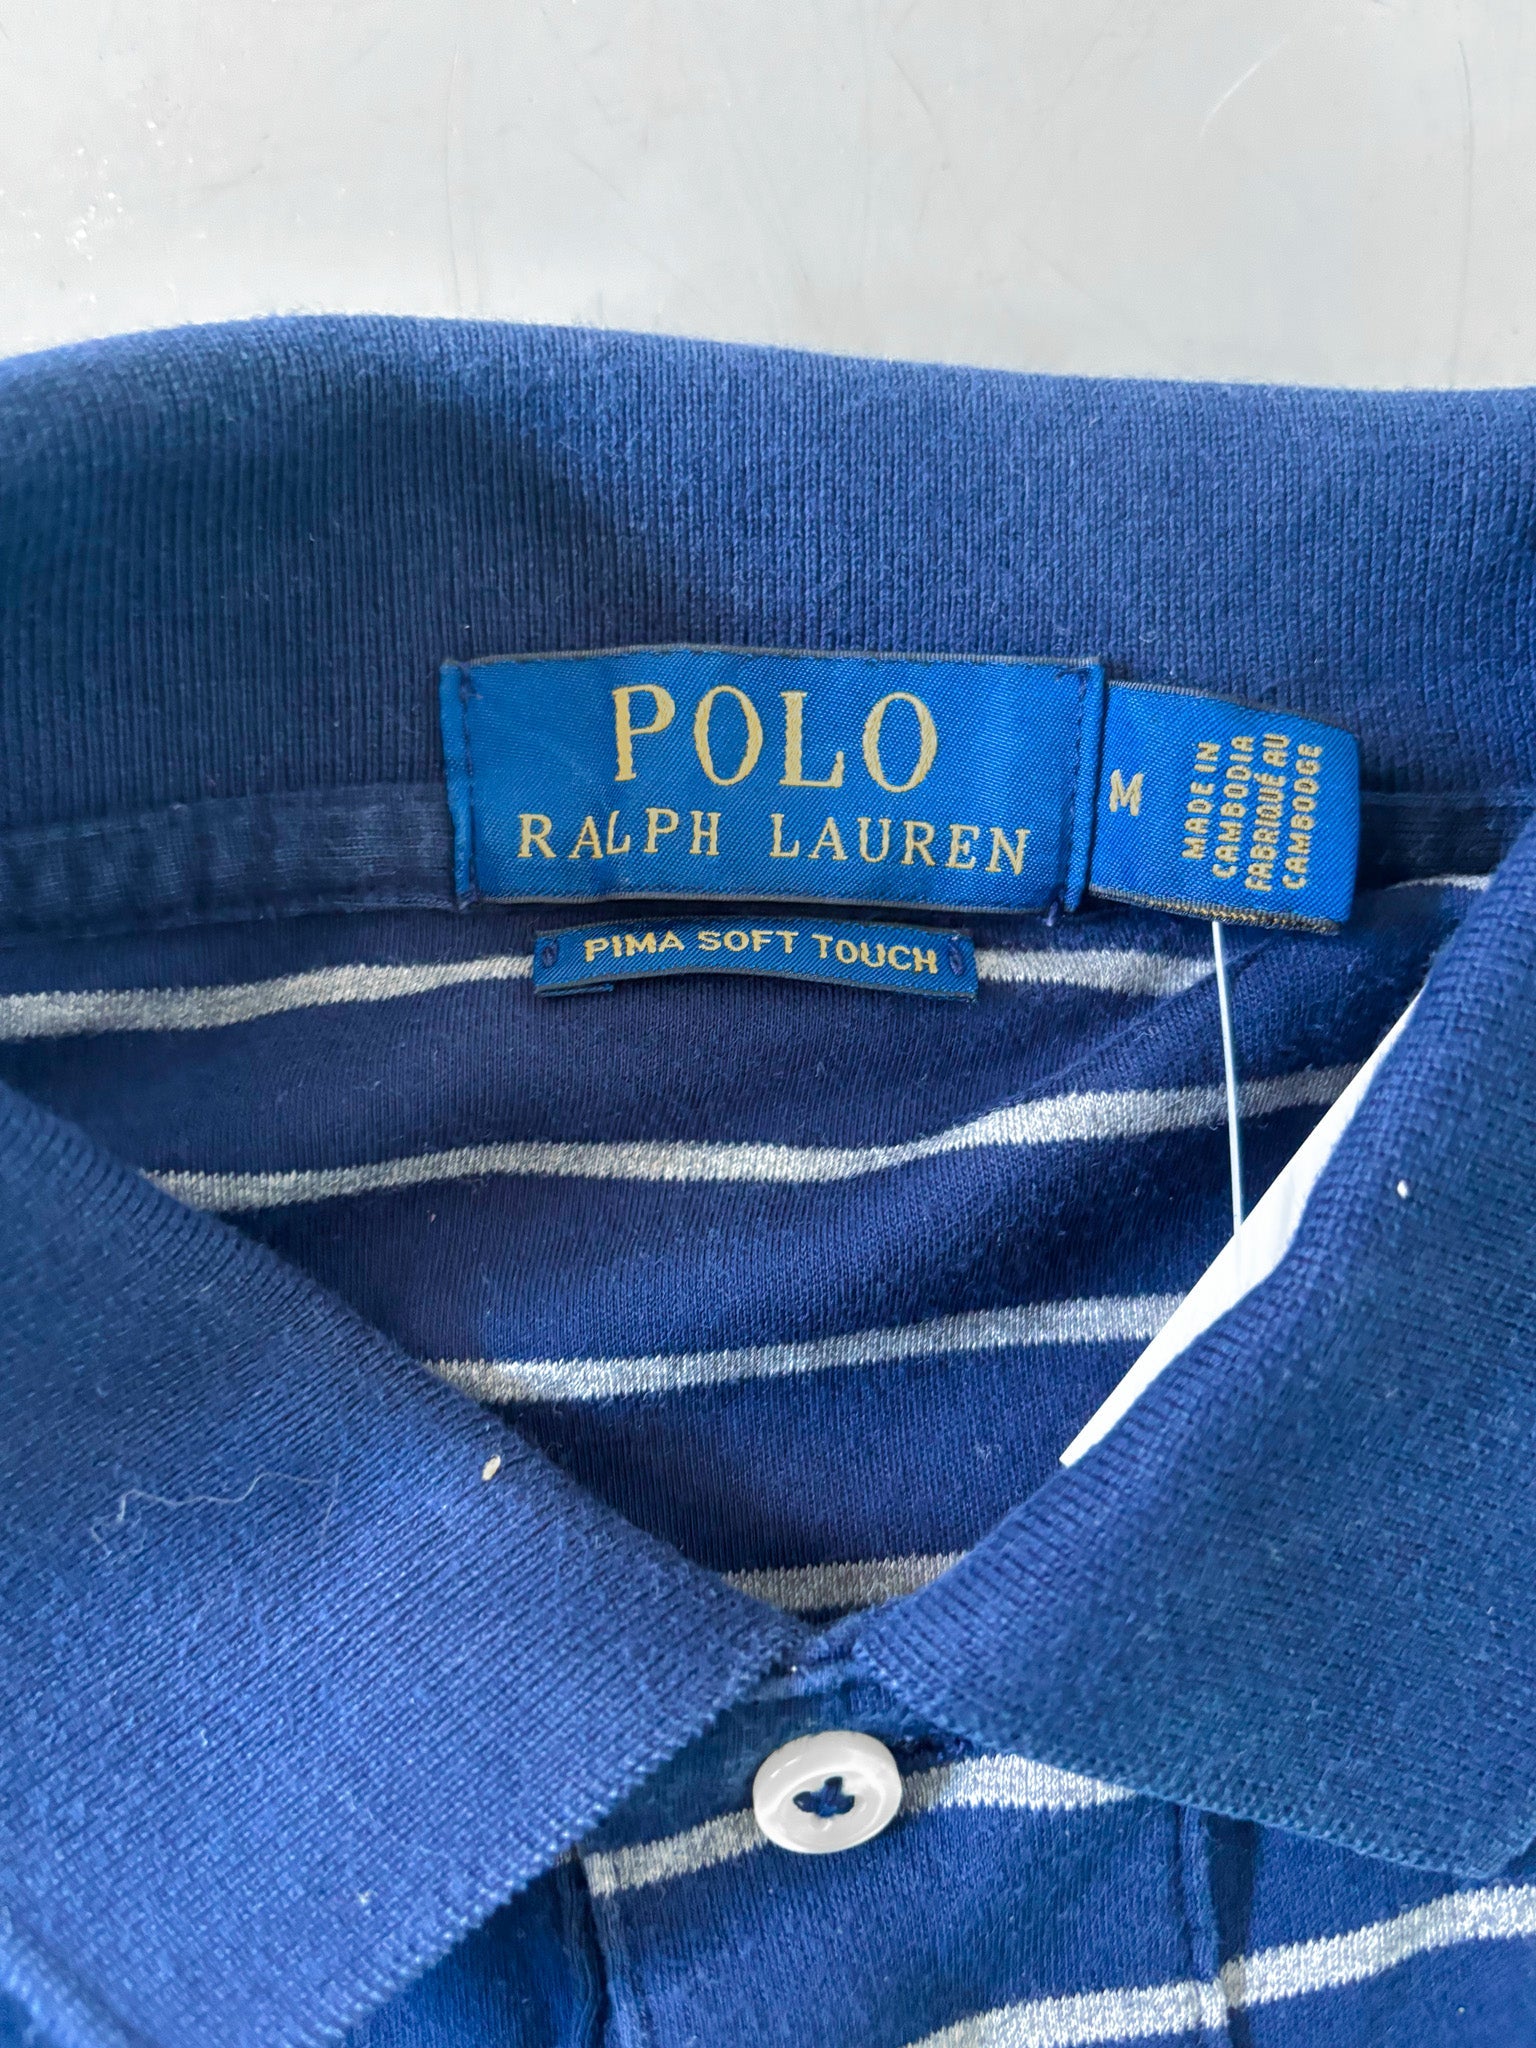 POLO
RALPH LAUREN
PIMA SOFT TOUCH
M
MADE IN
CAMBODIA
FABRIQUÉ AU
CAMBODGE